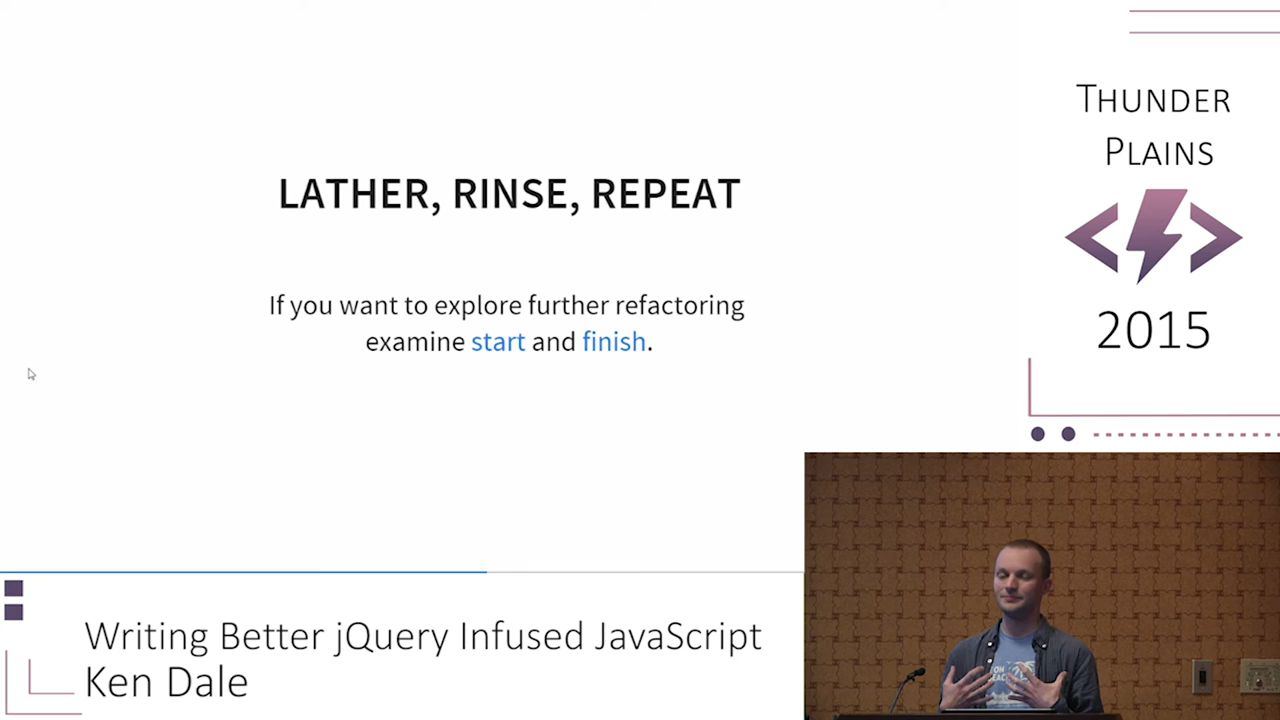 LATHER, RINSE, REPEAT
If you want to explore further refactoring
examine start and finish.
THUNDER
PLAINS
2015
Writing Better jQuery Infused JavaScript
Ken Dale